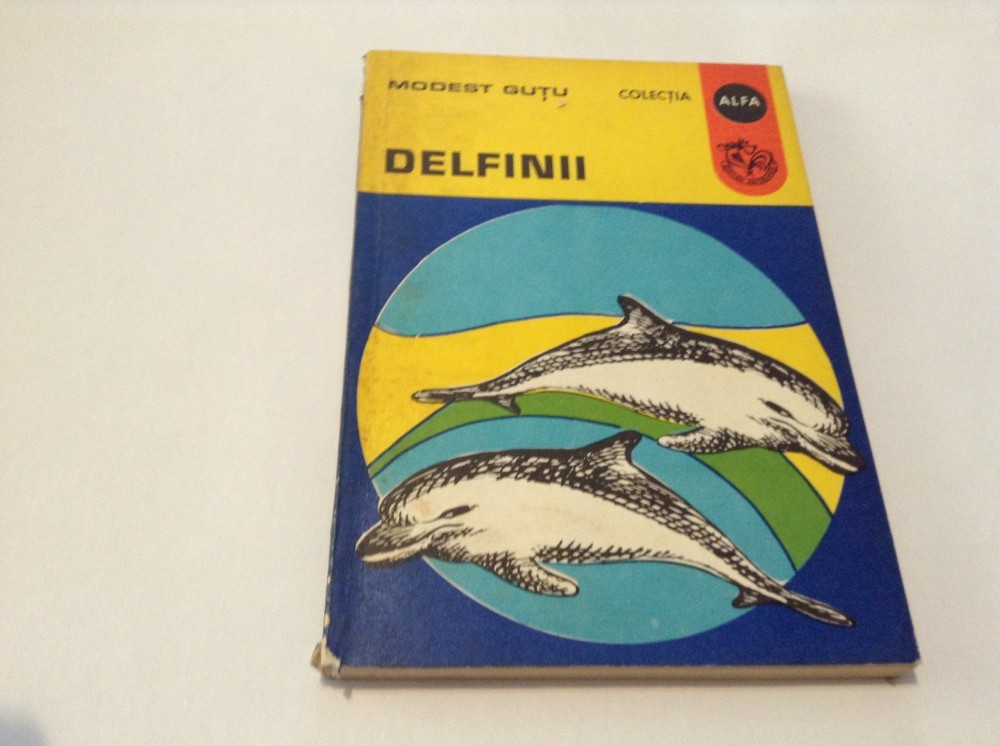 MODEST GUȚU
COLECȚIA
ALFA
DELFINII